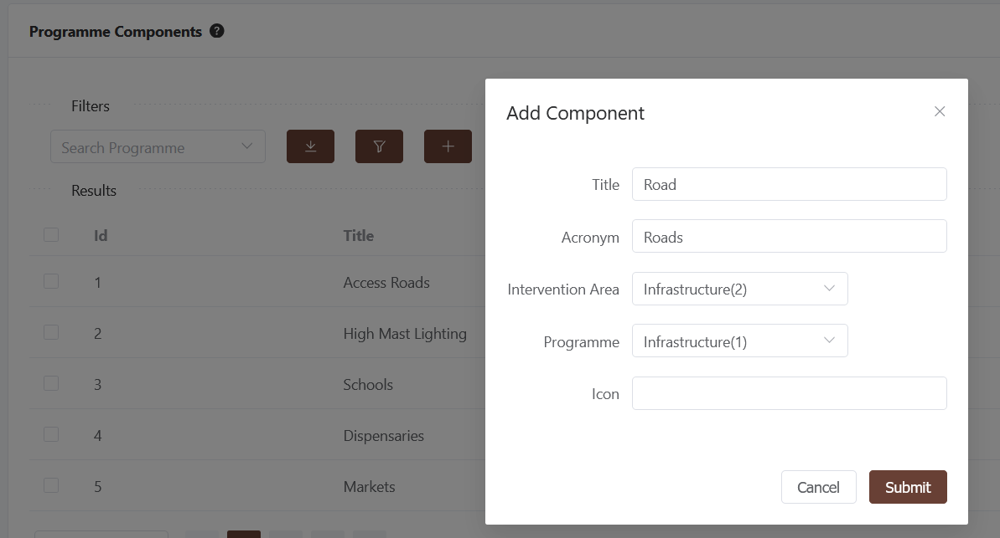 Programme Components ?
Filters
Search Programme
Results
Id Title
1 Access Roads
2 High Mast Lighting
3 Schools
4 Dispensaries
5 Markets
Add Component
Title Road
Acronym Roads
Intervention Area Infrastructure(2)
Programme Infrastructure(1)
Icon
Cancel Submit